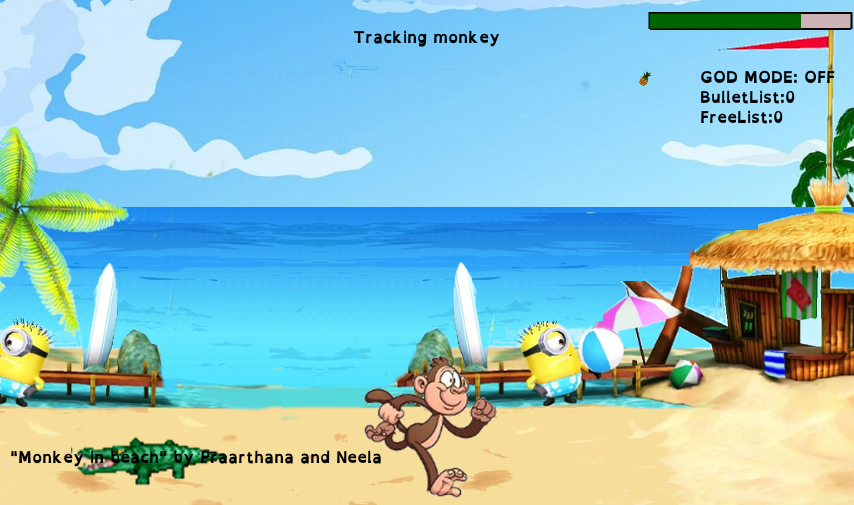 Tracking monkey
GOD MODE: OFF
BulletList:0
FreeList:0
"Monkey in beach" by Praarthana and Neela